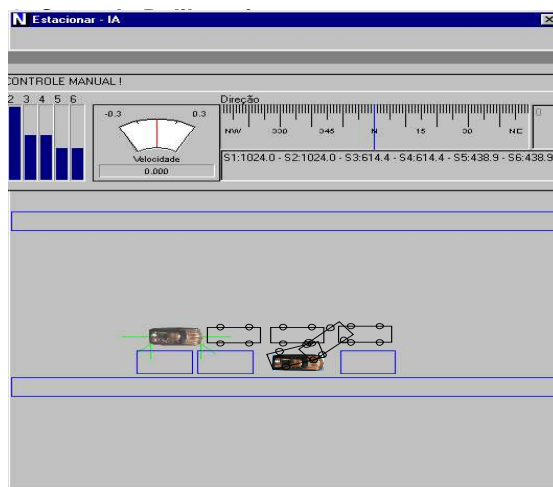 Estacionar - IA
CONTROLE MANUAL!
2 3 4 5 6
Direção
-0.3 0.3
NW 330 345 N 15 30 NE
Velocidade
0.000
S1:1024.0 - S2:1024.0 - S3:614.4 - S4:614.4 - S5:438.9 - S6:438.9